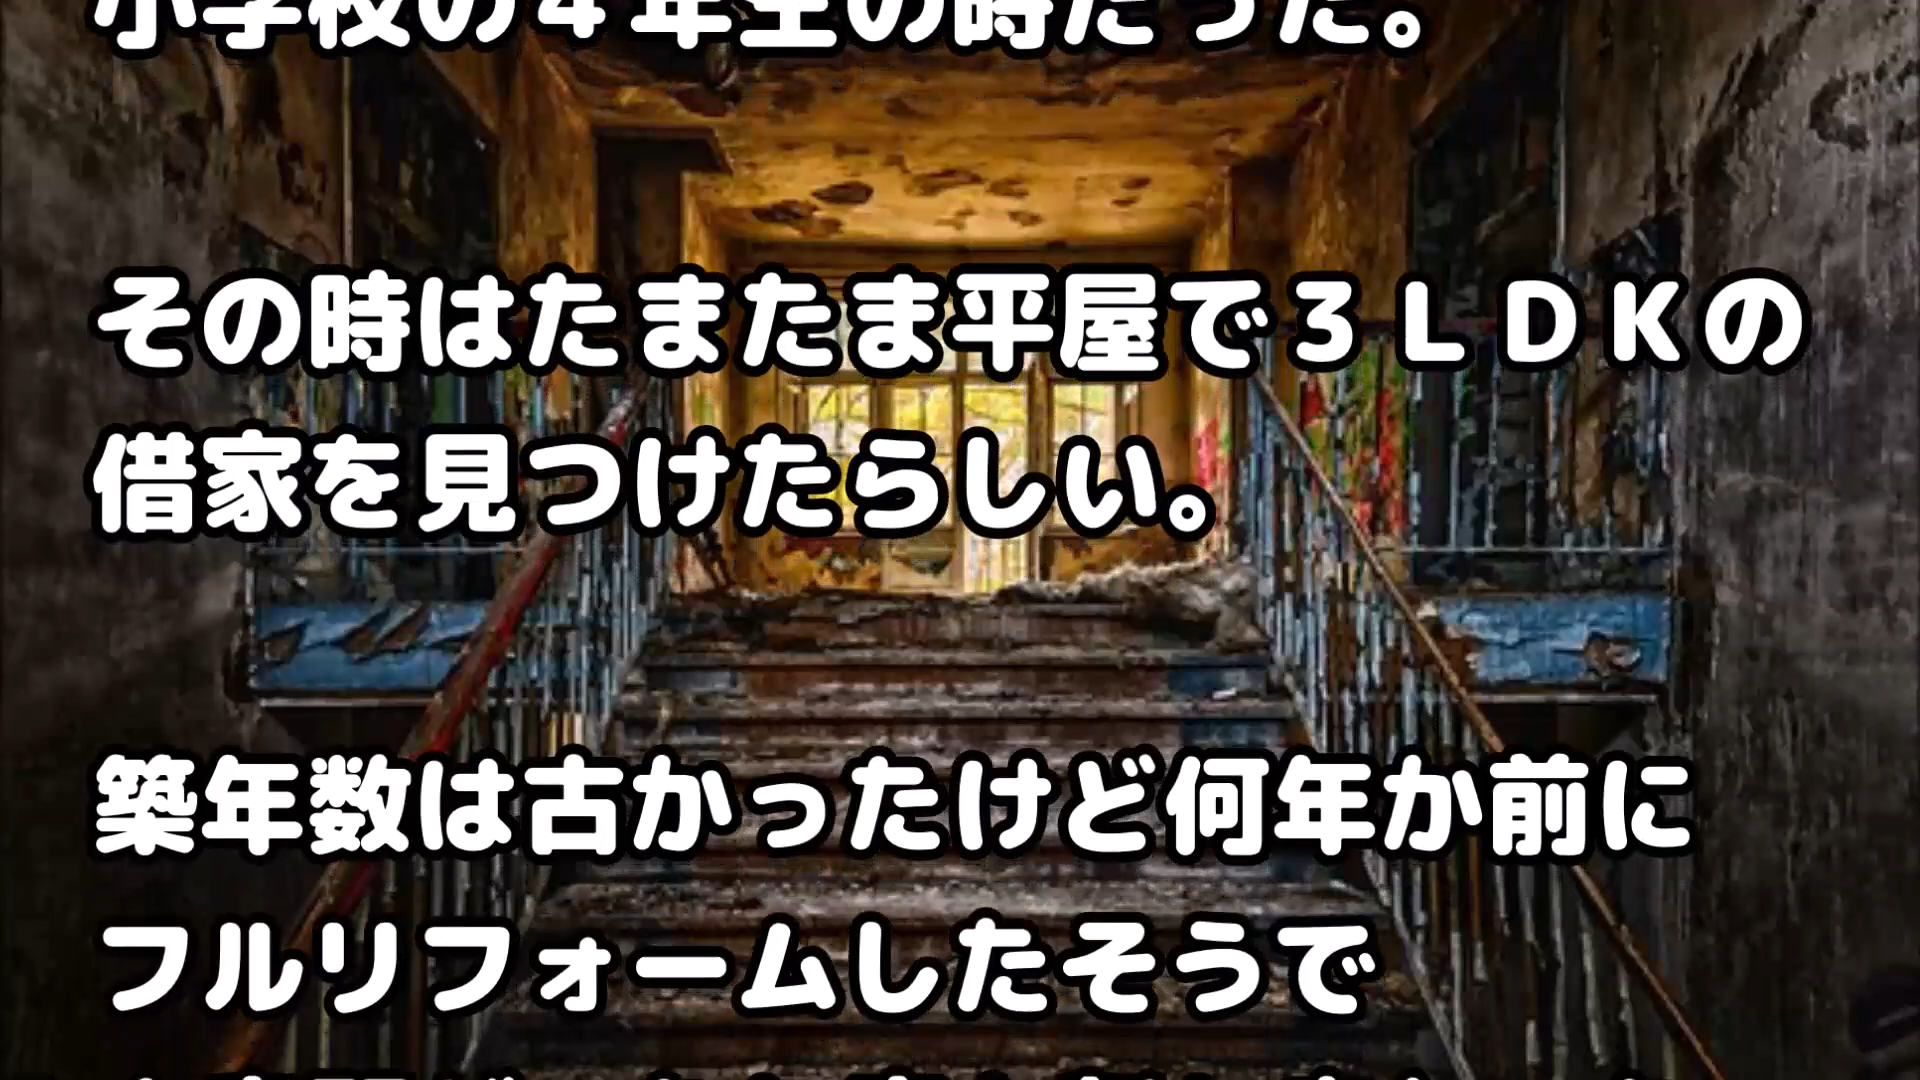 小学校の４年生の時だった。
その時はたまたま平屋で３ＬＤＫの
借家を見つけたらしい。
築年数は古かったけど何年か前に
フルリフォームしたそうで